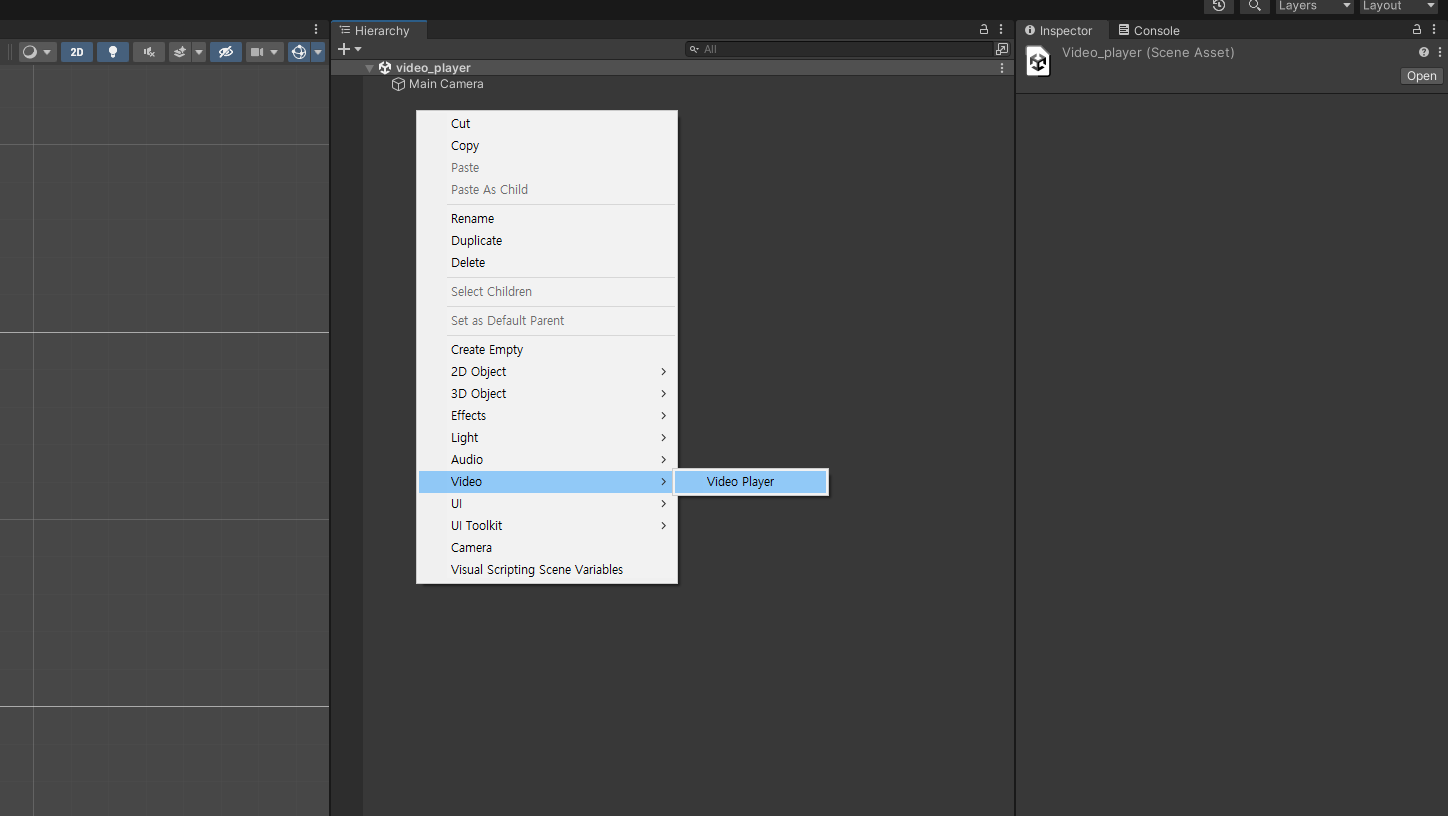 Layers
Layout
Hierarchy
Inspector
Console
2D
All
video_player
Main Camera
Video_player (Scene Asset)
Open
Cut
Copy
Paste
Paste As Child
Rename
Duplicate
Delete
Select Children
Set as Default Parent
Create Empty
2D Object
3D Object
Effects
Light
Audio
Video
Video Player
UI
UI Toolkit
Camera
Visual Scripting Scene Variables